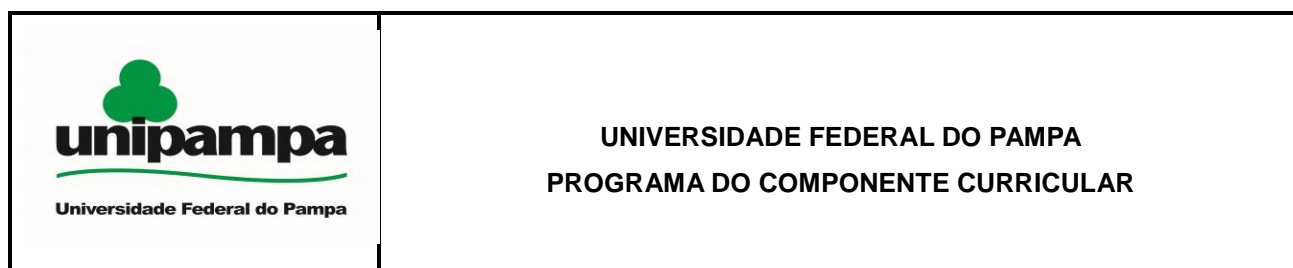 unipampa
Universidade Federal do Pampa
UNIVERSIDADE FEDERAL DO PAMPA
PROGRAMA DO COMPONENTE CURRICULAR